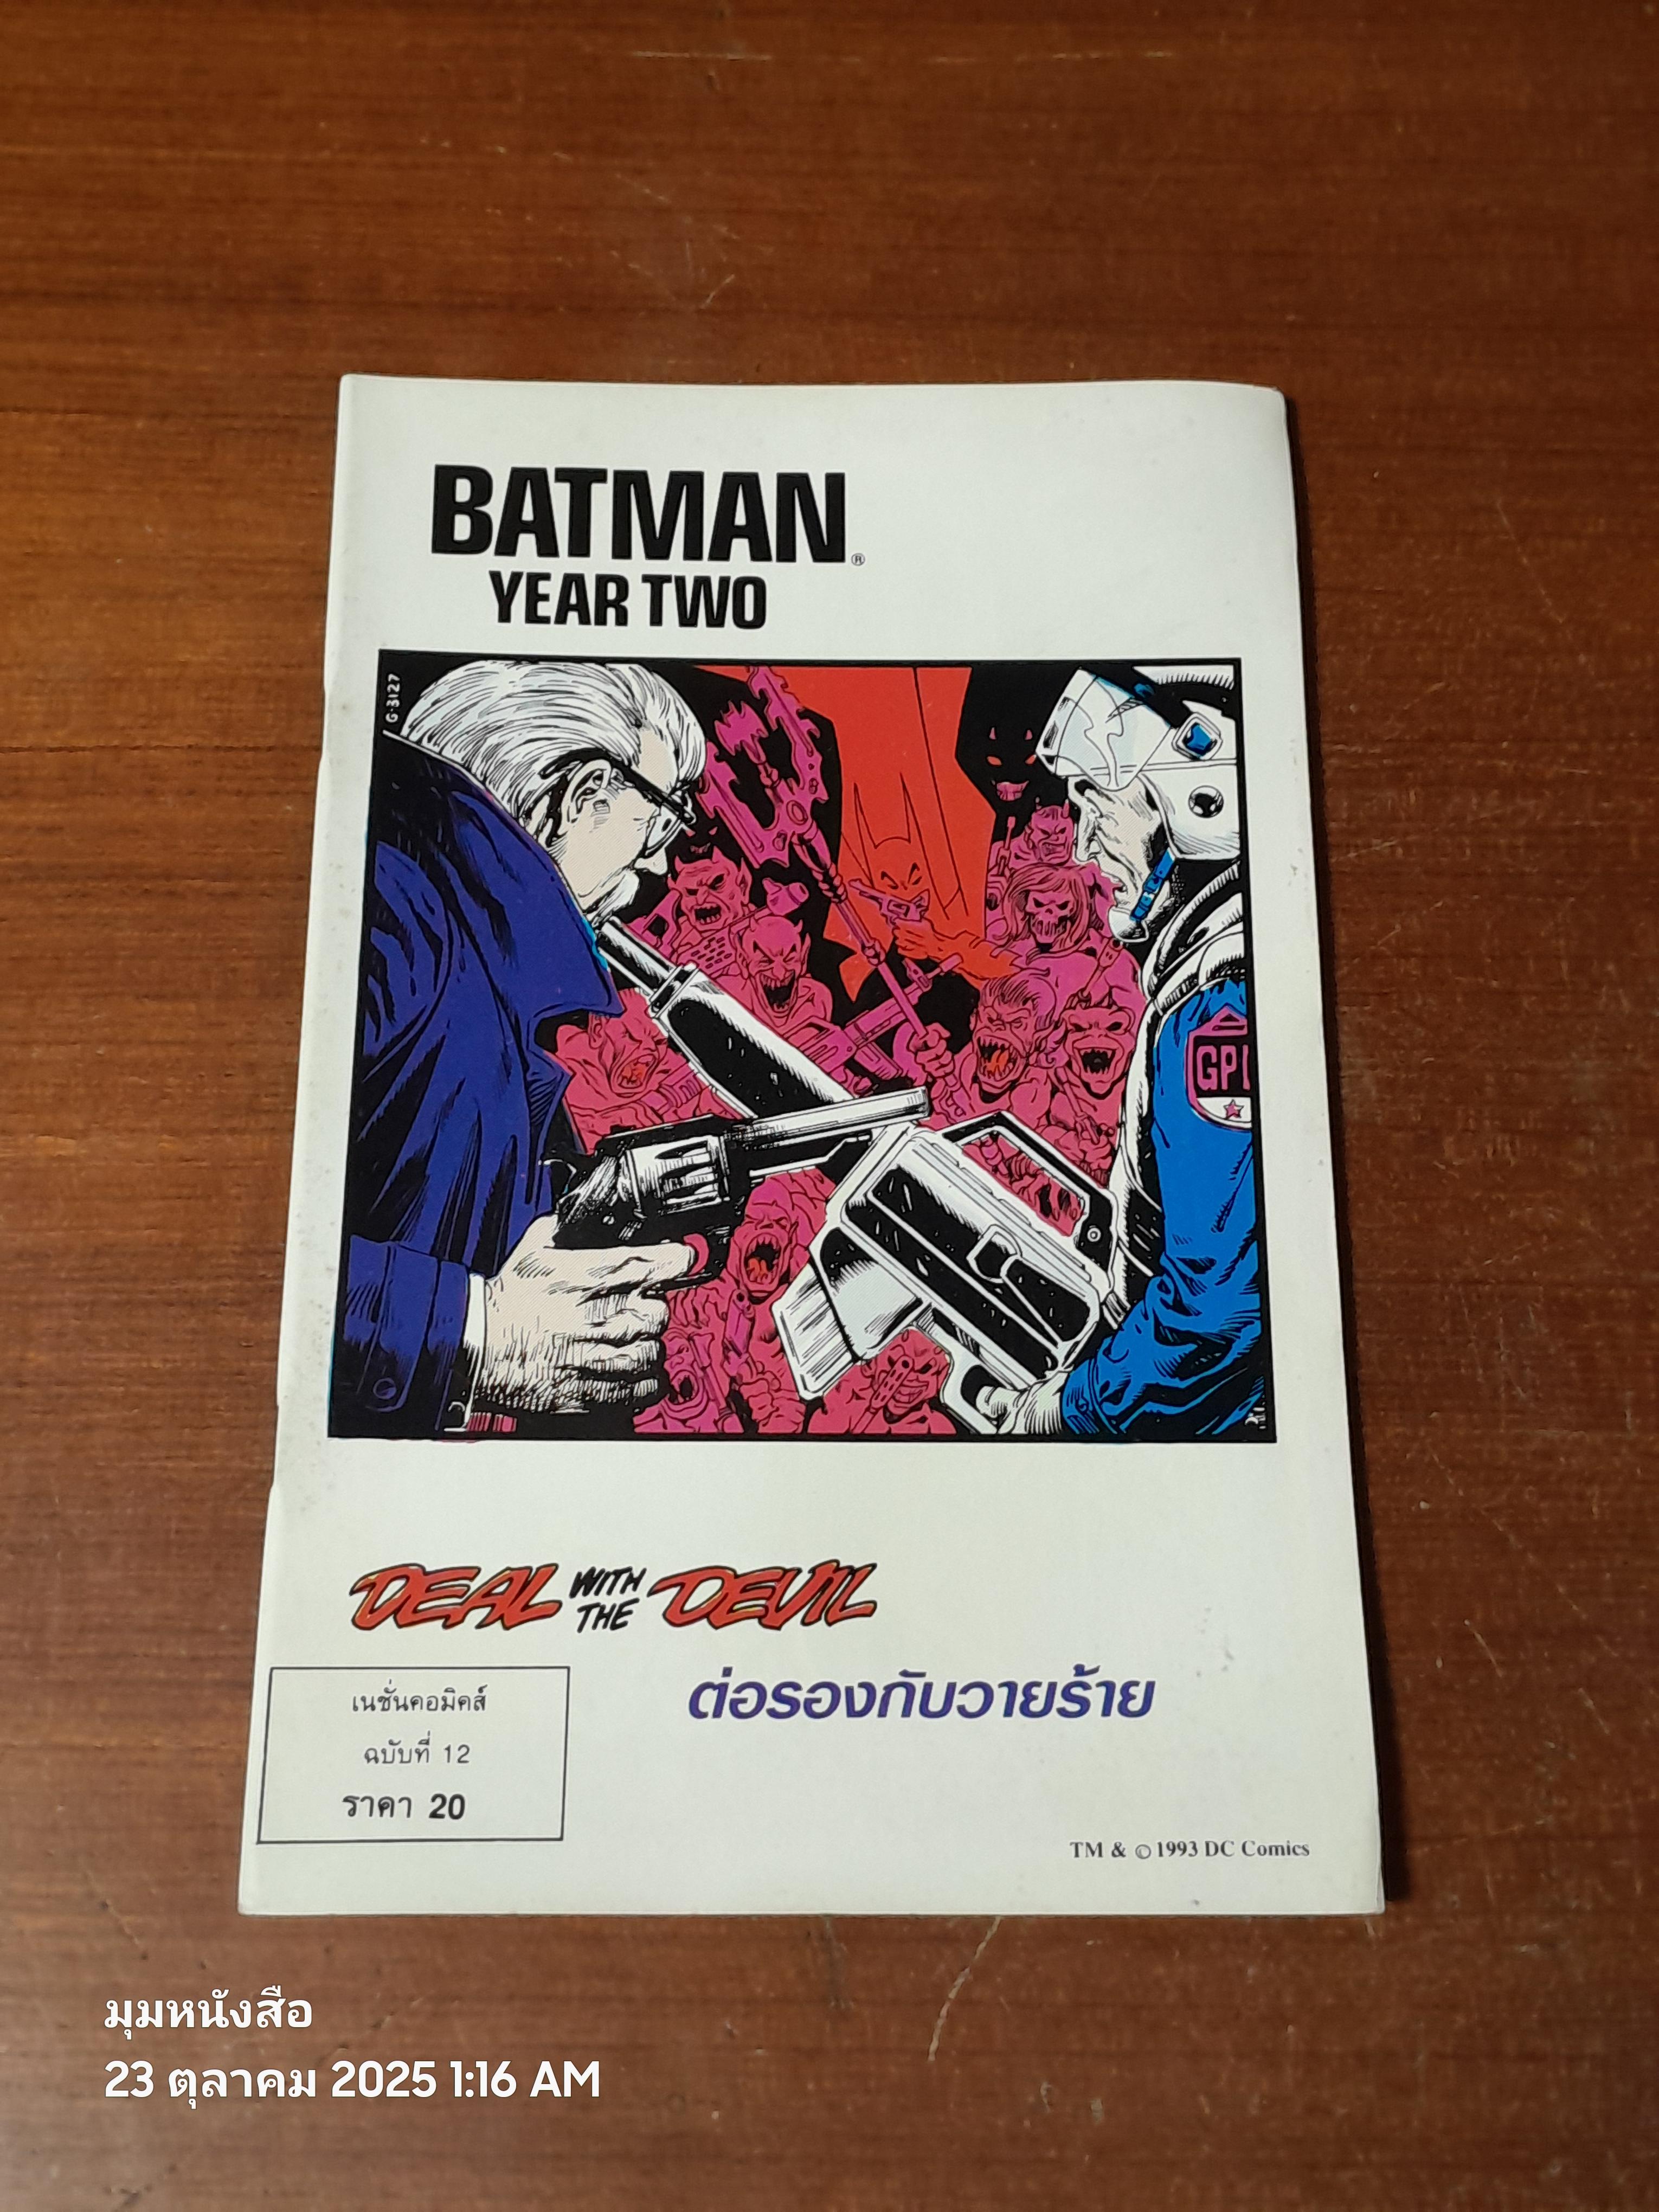 BATMAN®
YEAR TWO
G-3127
GPI
DEAL WITH THE DEVIL
ต่อรองกับวายร้าย
เนชั่นคอมิคส์
ฉบับที่ 12
ราคา 20
TM & © 1993 DC Comics
มุมหนังสือ
23 ตุลาคม 2025 1:16 AM